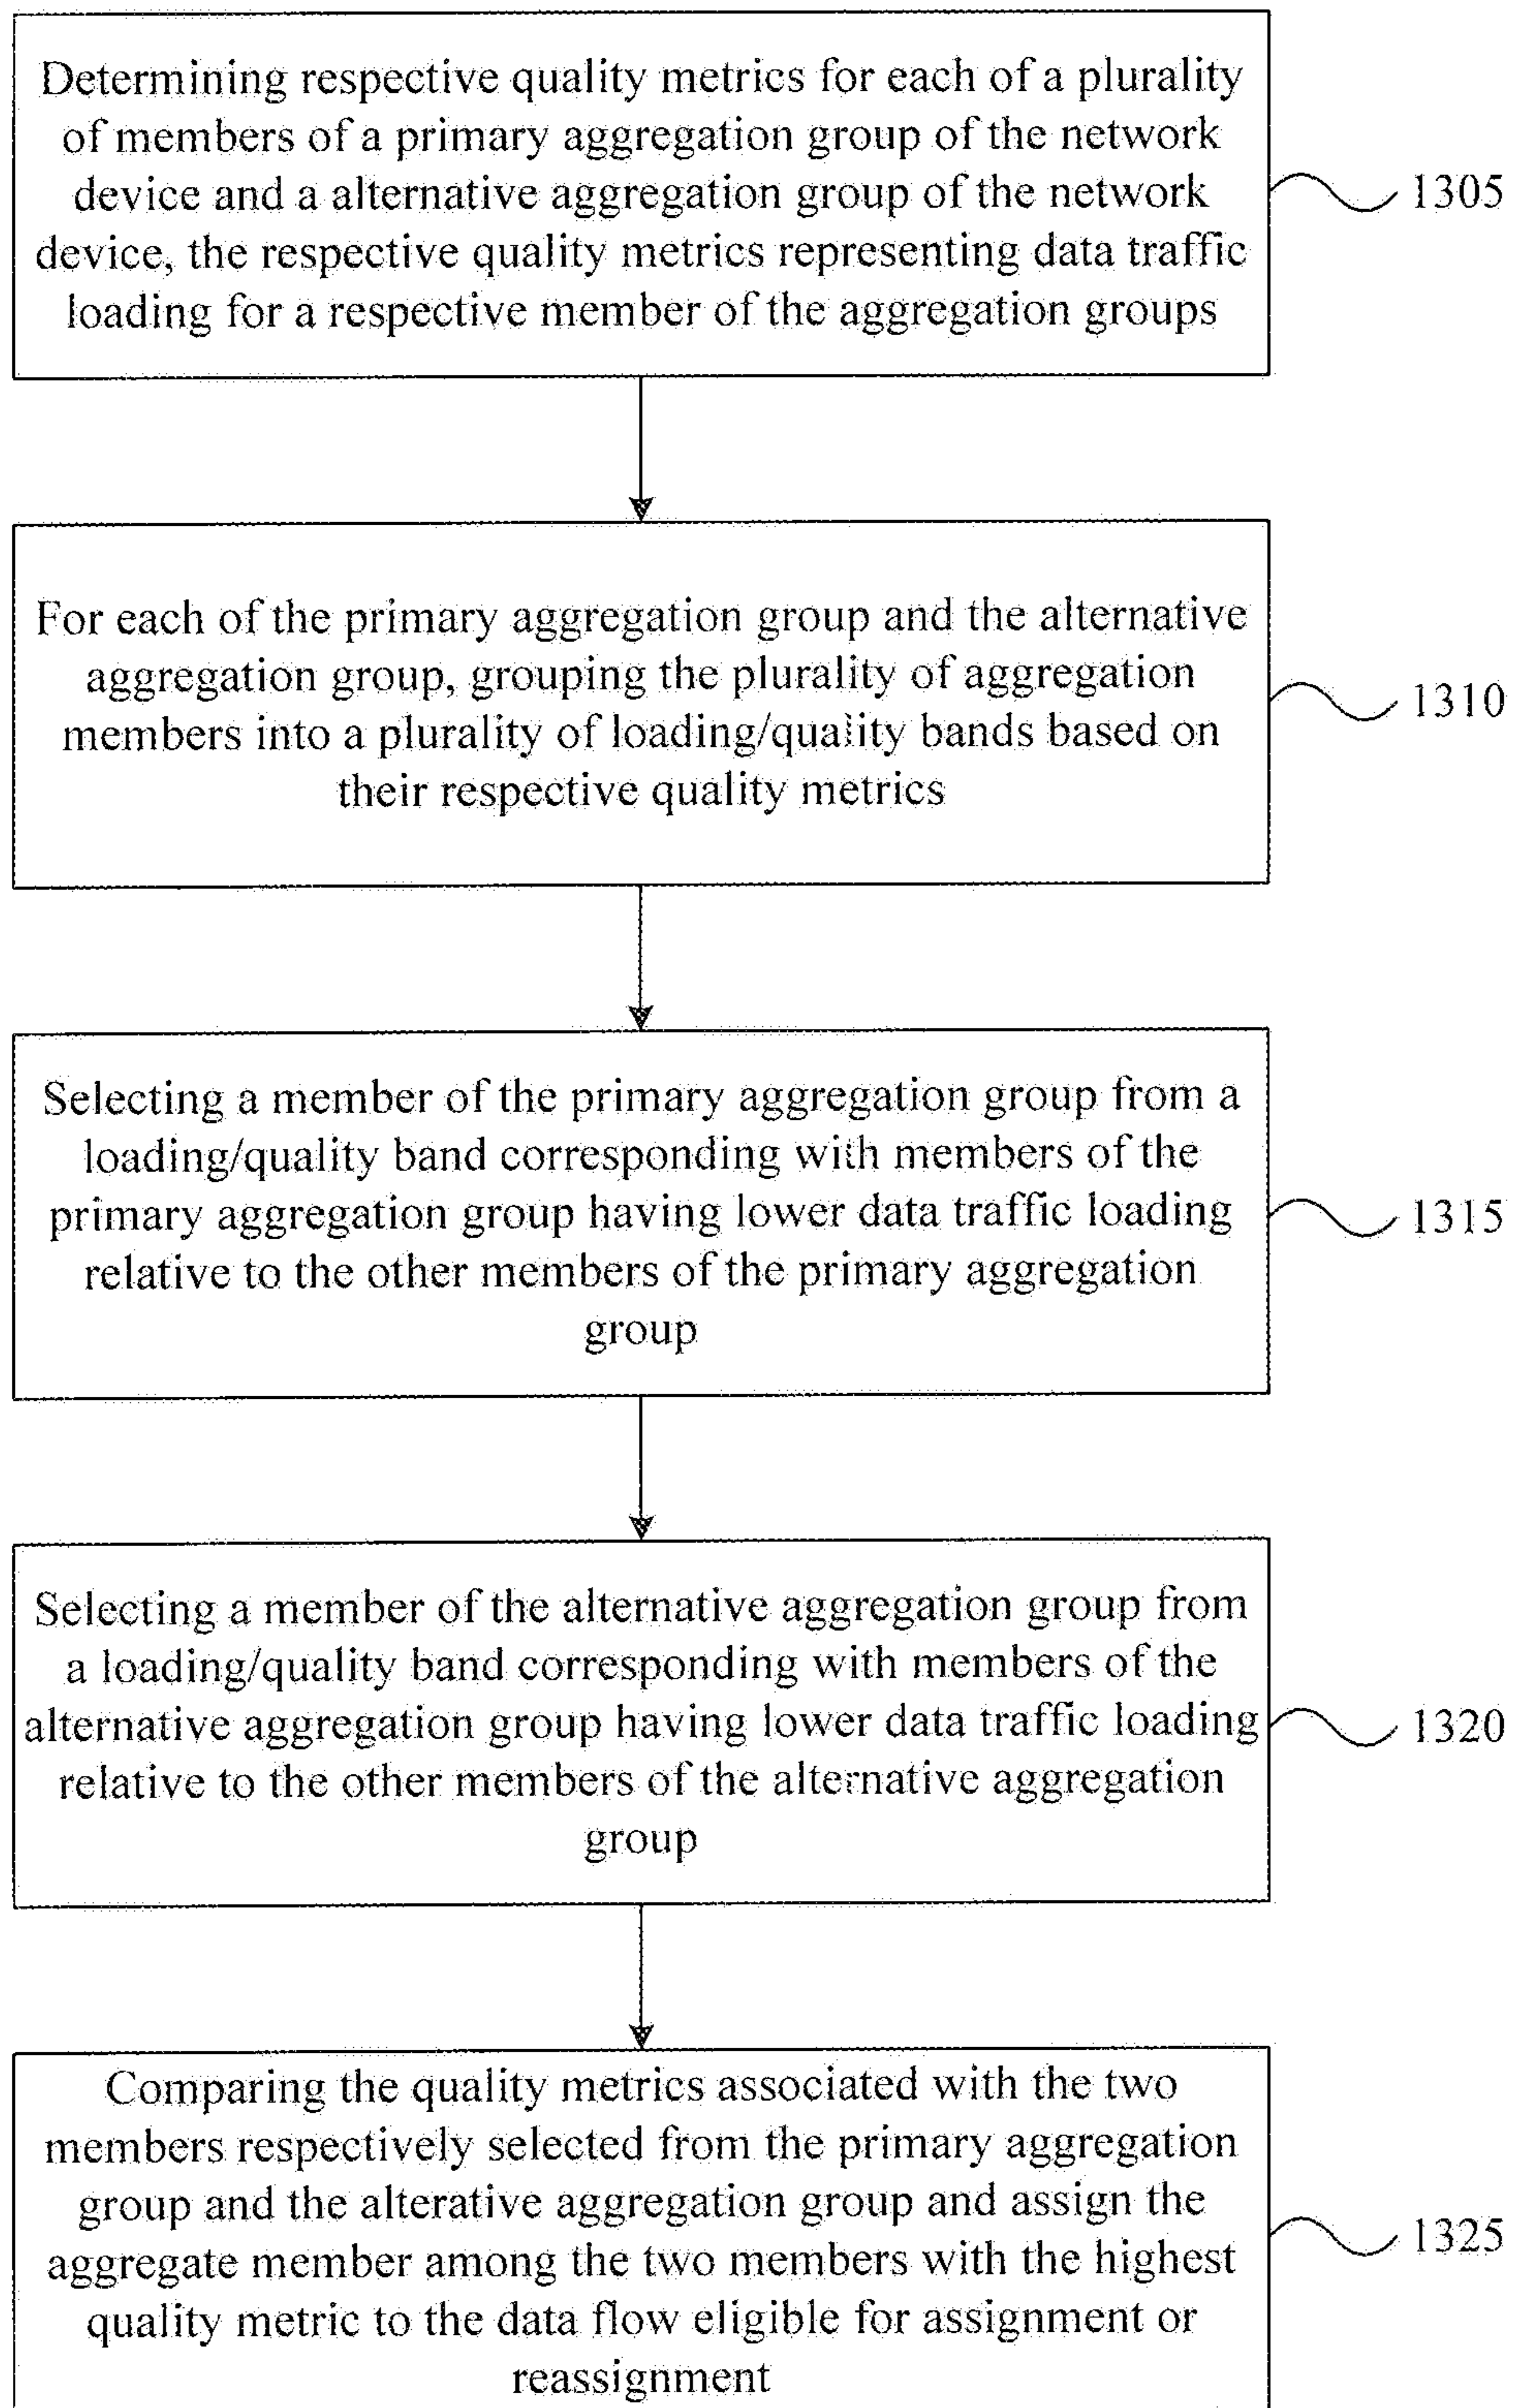 Determining respective quality metrics for each of a plurality
of members of a primary aggregation group of the network
device and a alternative aggregation group of the network
device, the respective quality metrics representing data traffic
loading for a respective member of the aggregation groups
1305
For each of the primary aggregation group and the alternative
aggregation group, grouping the plurality of aggregation
members into a plurality of loading/quality bands based on
their respective quality metrics
1310
Selecting a member of the primary aggregation group from a
loading/quality band corresponding with members of the
primary aggregation group having lower data traffic loading
relative to the other members of the primary aggregation
group
1315
Selecting a member of the alternative aggregation group from
a loading/quality band corresponding with members of the
alternative aggregation group having lower data traffic loading
relative to the other members of the alternative aggregation
group
1320
Comparing the quality metrics associated with the two
members respectively selected from the primary aggregation
group and the alterative aggregation group and assign the
aggregate member among the two members with the highest
quality metric to the data flow eligible for assignment or
reassignment
1325